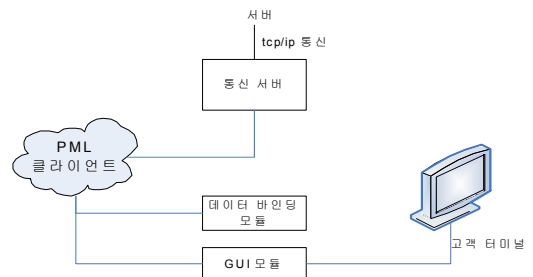 서버
tcp/ip 통신
통신 서버
PML
클라이언트
데이터 바인딩
모듈
GUI 모듈
고객 터미널